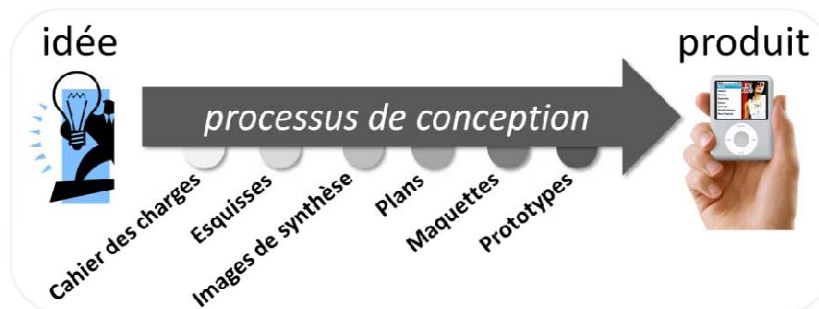 idée
produit
processus de conception
Cahier des charges
Esquisses
Images de synthèse
Plans
Maquettes
Prototypes